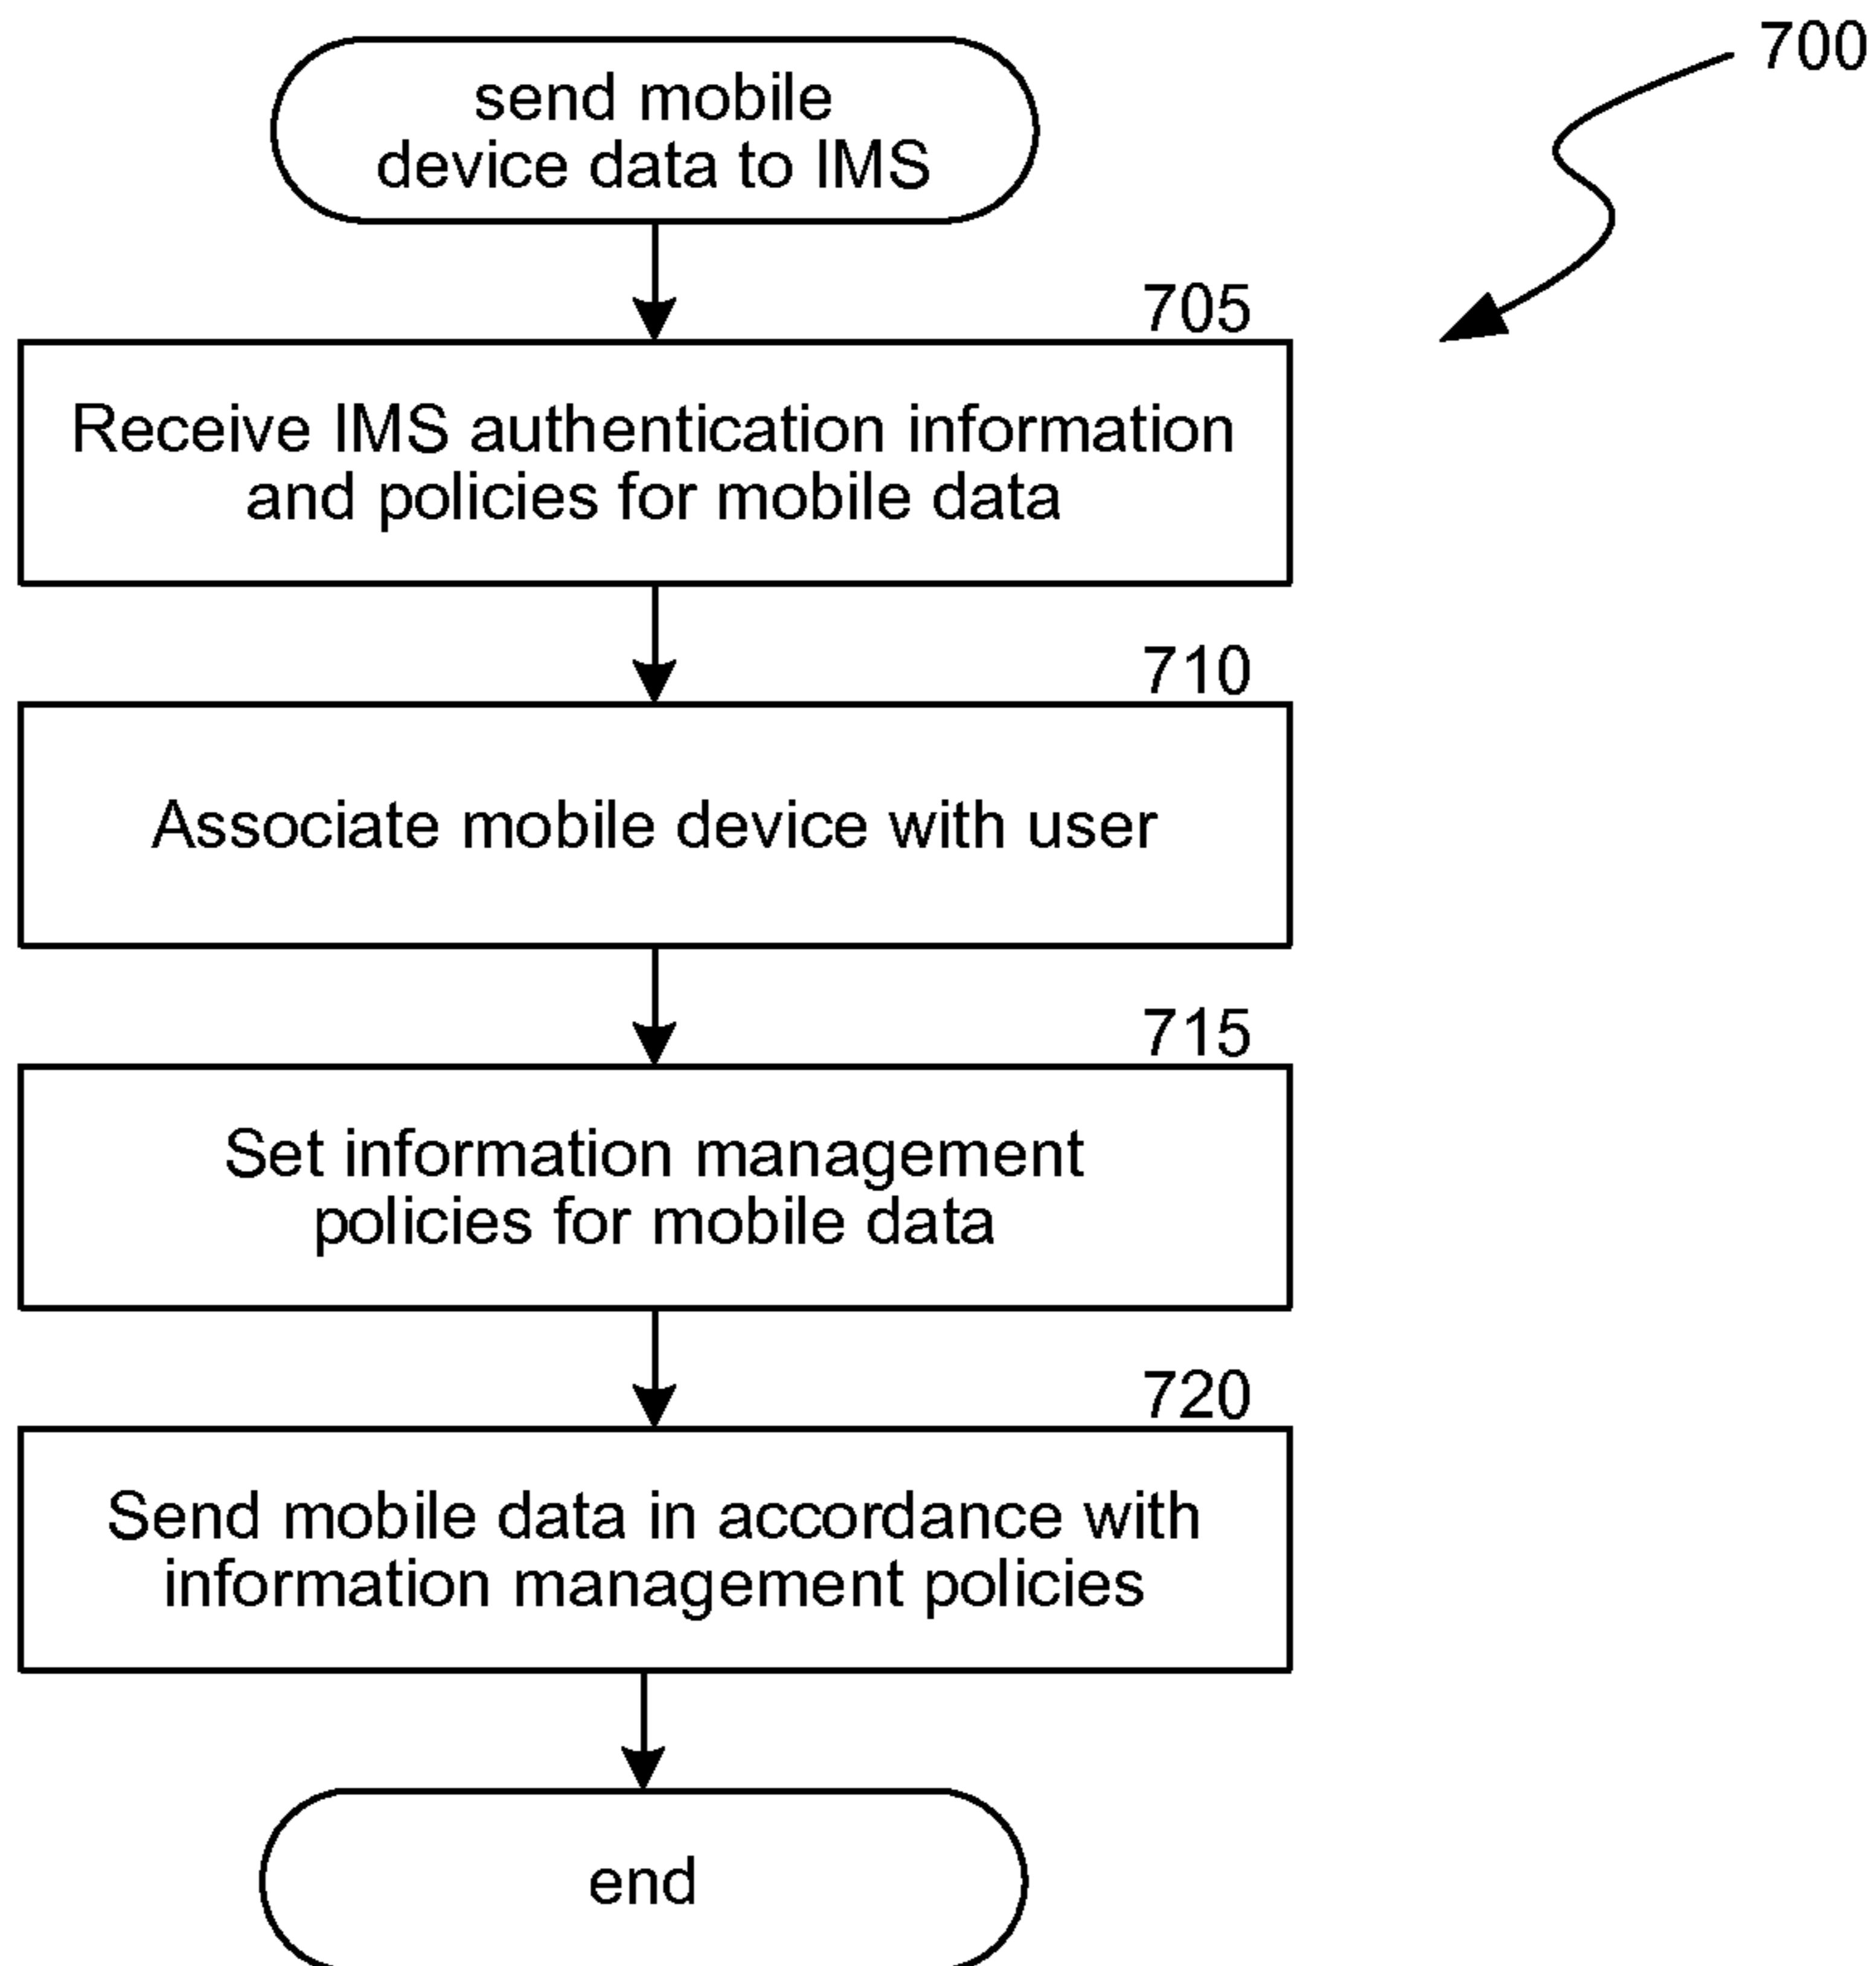 700
send mobile
device data to IMS
705
Receive IMS authentication information
and policies for mobile data
710
Associate mobile device with user
715
Set information management
policies for mobile data
720
Send mobile data in accordance with
information management policies
end